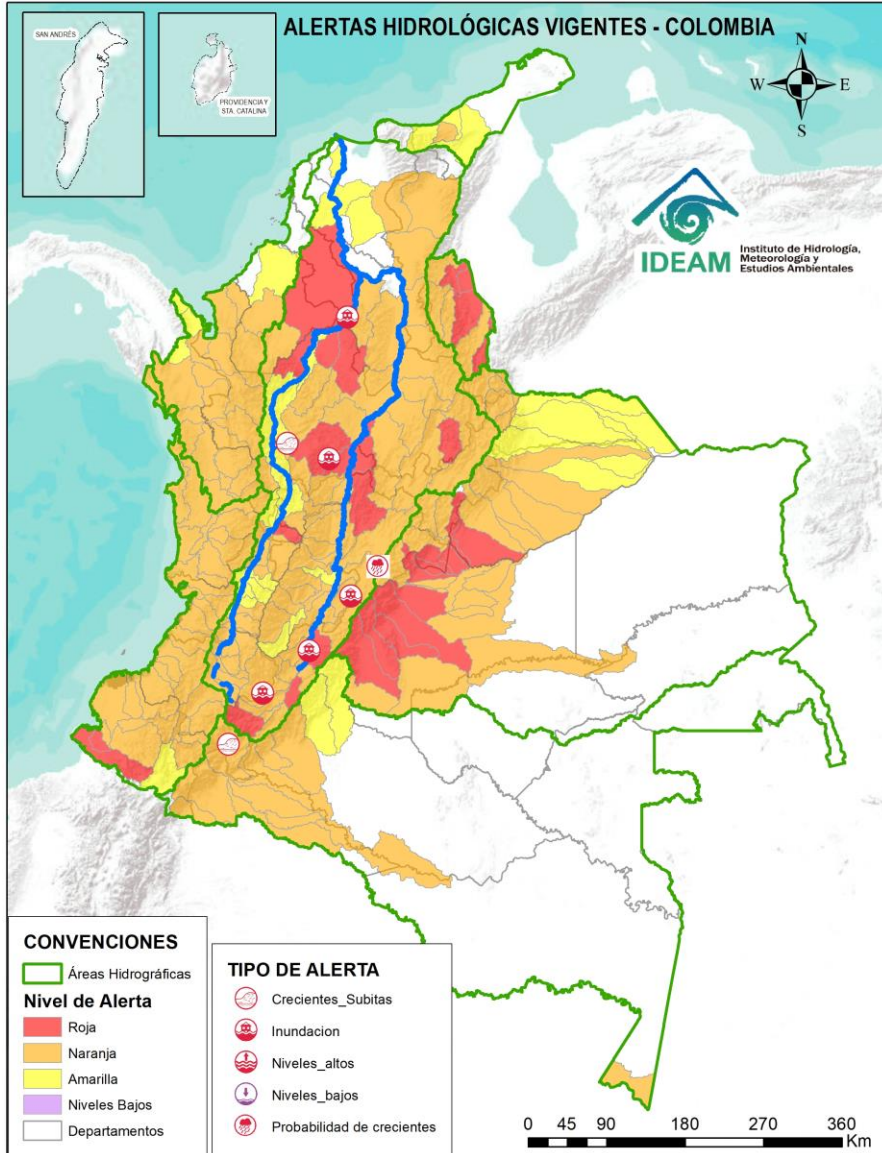 ALERTAS HIDROLÓGICAS VIGENTES - COLOMBIA
SAN ANDRÉS
PROVIDENCIA Y
STA. CATALINA
N
W
E
S
IDEAM
Instituto de Hidrología,
Meteorología y
Estudios Ambientales
CONVENCIONES
Áreas Hidrográficas
Nivel de Alerta
Roja
Naranja
Amarilla
Niveles Bajos
Departamentos
TIPO DE ALERTA
Crecientes_Subitas
Inundacion
Niveles_altos
Niveles_bajos
Probabilidad de crecientes
0 45 90 180 270 360
Km